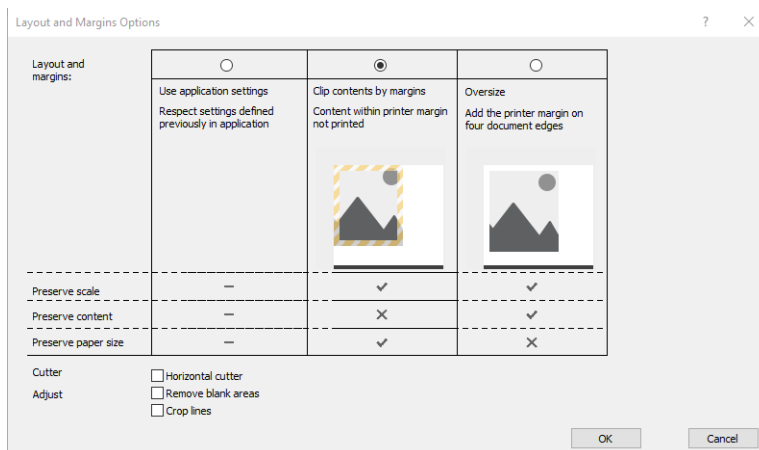 Layout and Margins Options
?
Layout and
margins:
Use application settings
Respect settings defined
previously in application
Clip contents by margins
Content within printer margin
not printed
Oversize
Add the printer margin on
four document edges
Preserve scale
Preserve content
Preserve paper size
Cutter
Horizontal cutter
Adjust
Remove blank areas
Crop lines
OK
Cancel